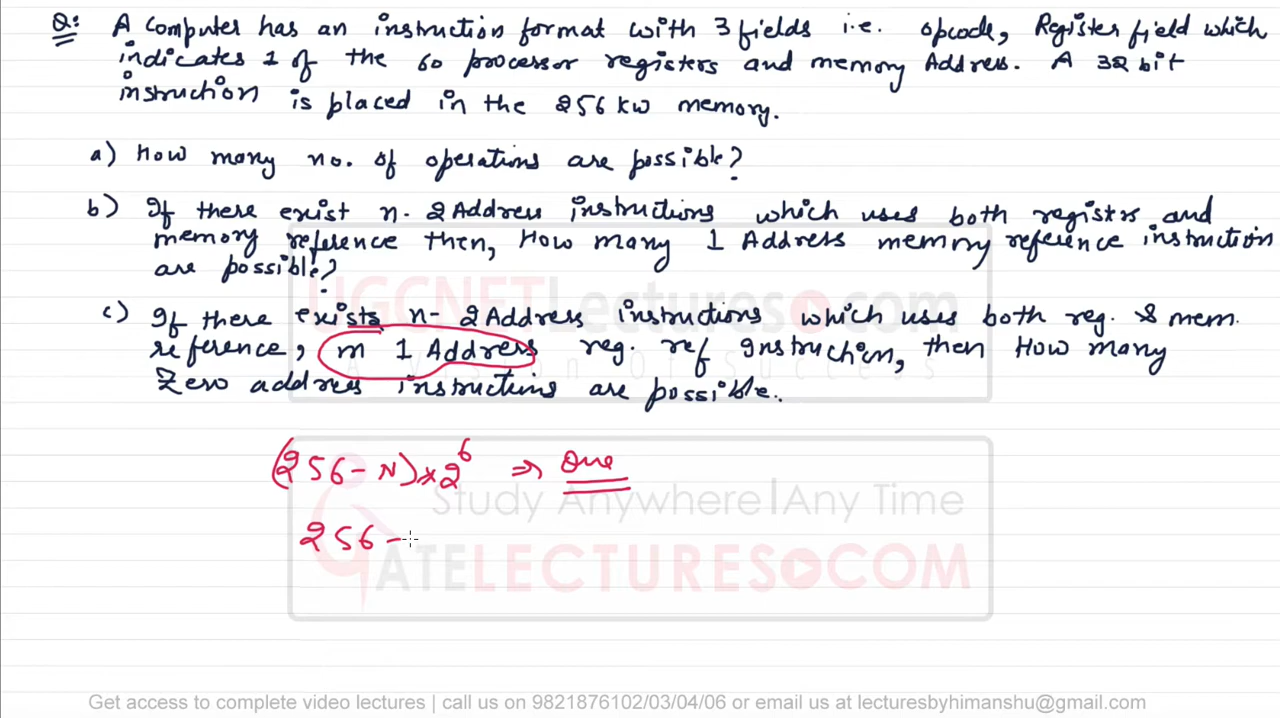 Q: A computer has an instruction format with 3 fields i.e. opcode, Register field which
indicates 1 of the 60 processor registers and memory Address. A 32 bit
instruction is placed in the 256 kw memory.
a) How many no. of operations are possible?
b) If there exist n- 2 Address instructions which uses both register and
memory reference then, How many 1 Address memory reference instruction
are possible?
c) If there exists n- 2 Address instructions which uses both reg. & mem.
reference, m 1 Address reg. ref Instruction, then How many
Zero address instructions are possible.
(256-N)*2^6 ⇒ One
256 -
UGCNETLectures.com
A Vision Of Success
Study Anywhere|Any Time
GATELECTURES.COM
Get access to complete video lectures | call us on 9821876102/03/04/06 or email us at lecturesbyhimanshu@gmail.com